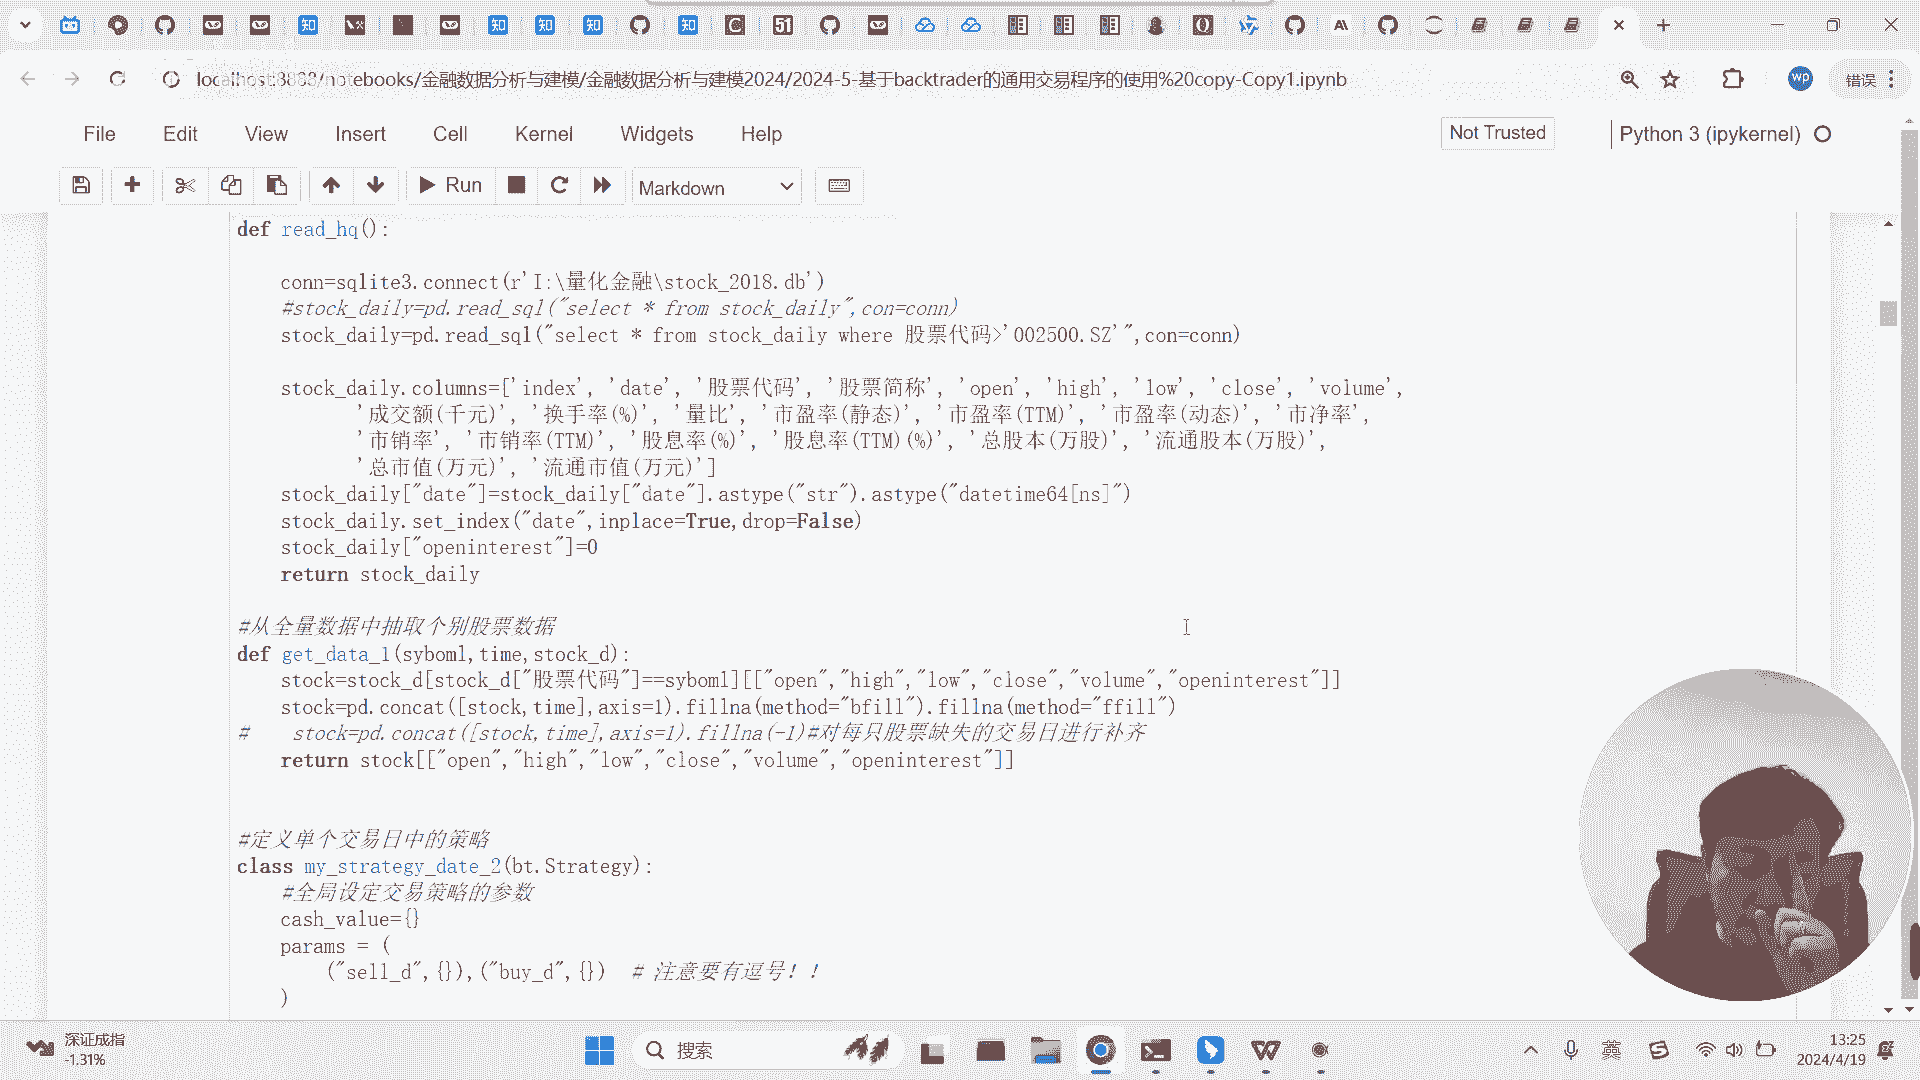 localhost:8888/notebooks/金融数据分析与建模/金融数据分析与建模2024/2024-5-基于backtrader的通用交易程序的使用%20copy-Copy1.ipynb
wp
错误
File Edit View Insert Cell Kernel Widgets Help
Not Trusted
Python 3 (ipykernel)
Run
Markdown
def read_hq():
conn=sqlite3.connect(r'I:\量化金融\stock_2018.db')
#stock_daily=pd.read_sql("select * from stock_daily",con=conn)
stock_daily=pd.read_sql("select * from stock_daily where 股票代码>'002500.SZ'",con=conn)
stock_daily.columns=['index', 'date', '股票代码', '股票简称', 'open', 'high', 'low', 'close', 'volume',
'成交额(千元)', '换手率(%)', '量比', '市盈率(静态)', '市盈率(TTM)', '市盈率(动态)', '市净率',
'市销率', '市销率(TTM)', '股息率(%)', '股息率(TTM)(%)', '总股本(万股)', '流通股本(万股)',
'总市值(万元)', '流通市值(万元)']
stock_daily["date"]=stock_daily["date"].astype("str").astype("datetime64[ns]")
stock_daily.set_index("date",inplace=True,drop=False)
stock_daily["openinterest"]=0
return stock_daily
#从全量数据中抽取个别股票数据
def get_data_1(syboml,time,stock_d):
stock=stock_d[stock_d["股票代码"]==syboml][["open","high","low","close","volume","openinterest"]]
stock=pd.concat([stock,time],axis=1).fillna(method="bfill").fillna(method="ffill")
# stock=pd.concat([stock,time],axis=1).fillna(-1)#对每只股票缺失的交易日进行补齐
return stock[["open","high","low","close","volume","openinterest"]]
#定义单个交易日中的策略
class my_strategy_date_2(bt.Strategy):
#全局设定交易策略的参数
cash_value={}
params = (
("sell_d",{}),("buy_d",{}) # 注意要有逗号！！
)
深证成指
-1.31%
搜索
英
13:25
2024/4/19